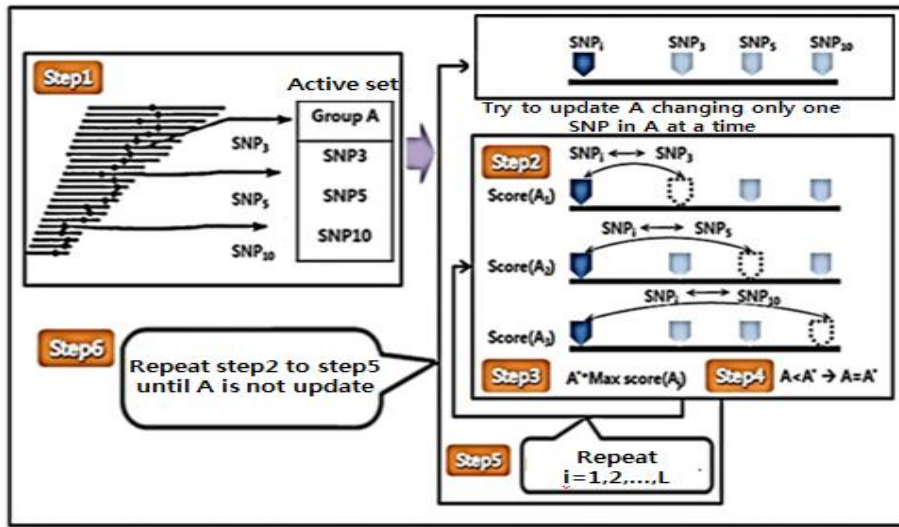 Step1
Active set
Group A
SNP3
SNP5
SNP10
SNP3
SNP5
SNP10
SNPi SNP3 SNP5 SNP10
Try to update A changing only one
SNP in A at a time
Step2
SNPi SNP3
Score(A1)
SNPi SNP5
Score(A2)
SNPi SNP10
Score(A3)
Step3 A*=Max score(Aj)
Step4 A<A* → A=A*
Step5
Repeat
i=1,2,...,L
Step6
Repeat step2 to step5
until A is not update